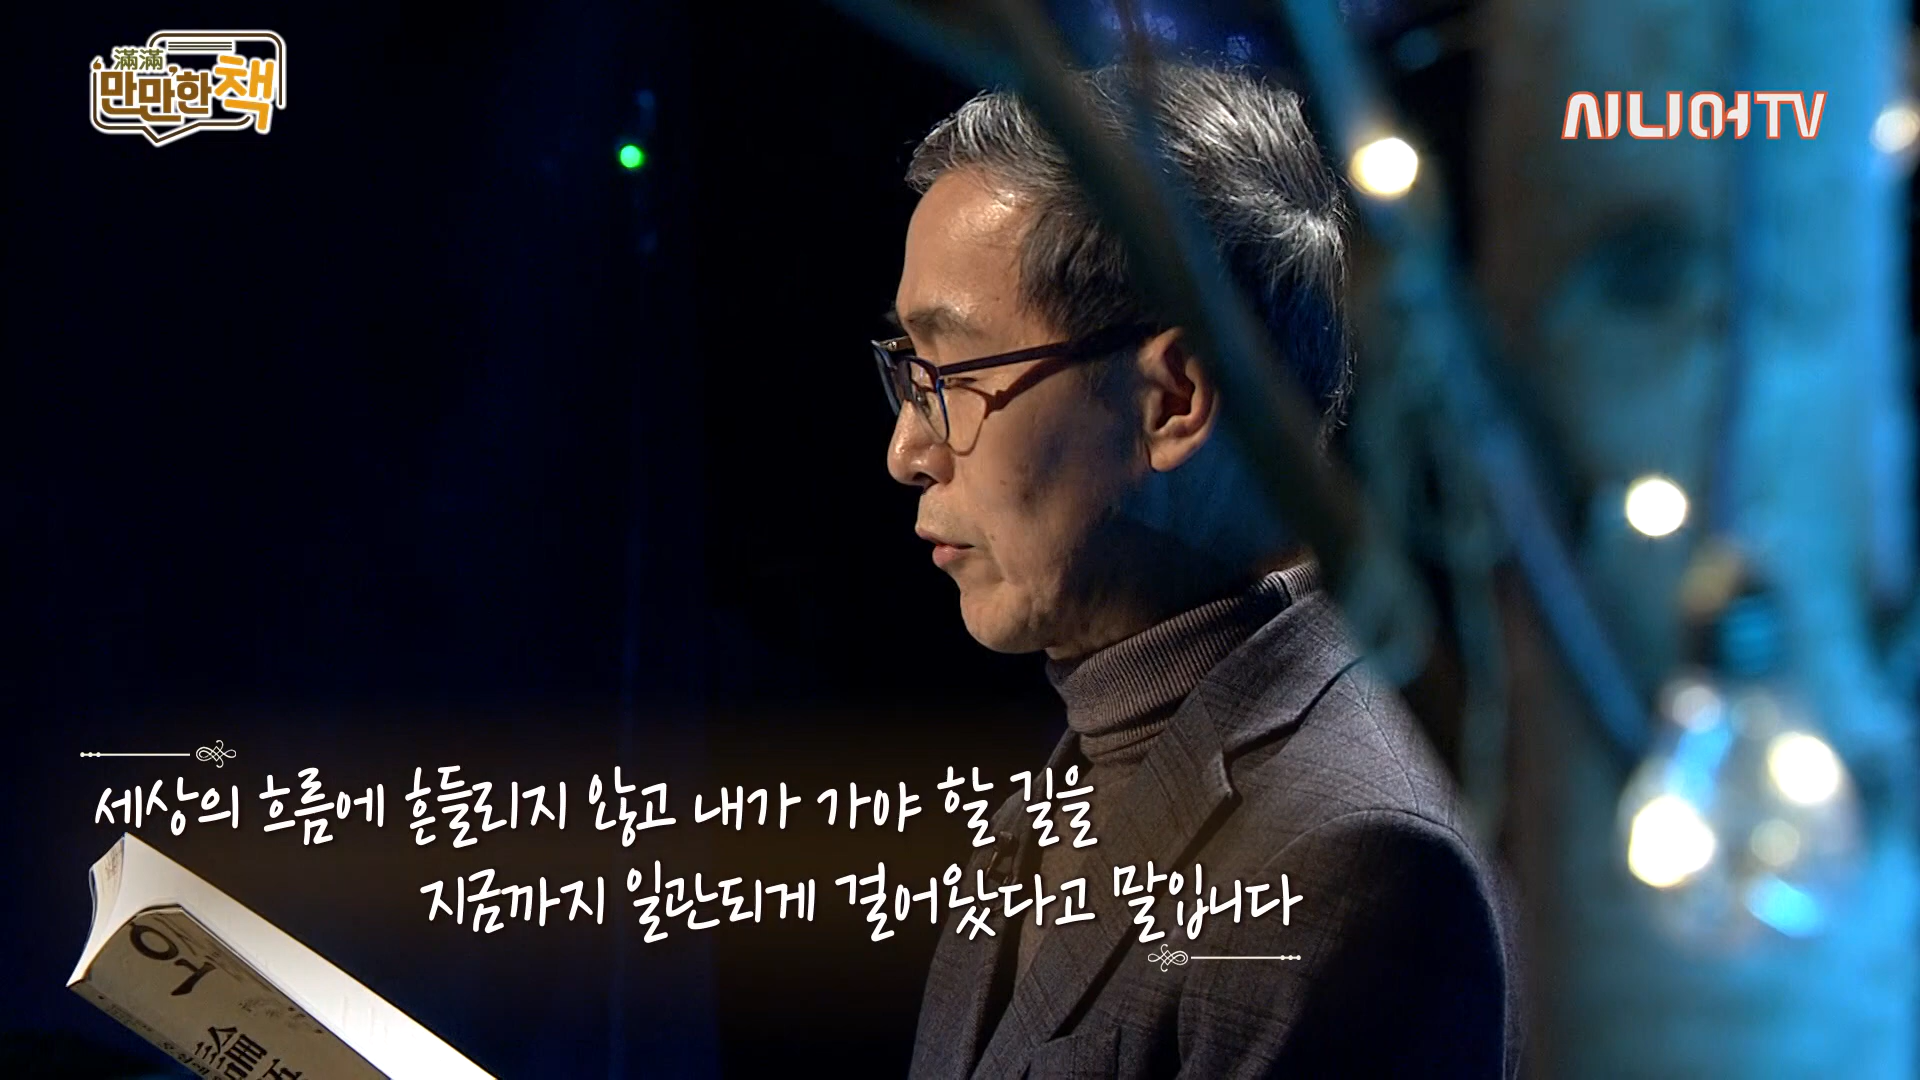 滿滿
'만만'한책
시니어TV
세상의 흐름에 흔들리지 않고 내가 가야 할 길을
지금까지 일관되게 걸어왔다고 말입니다
어